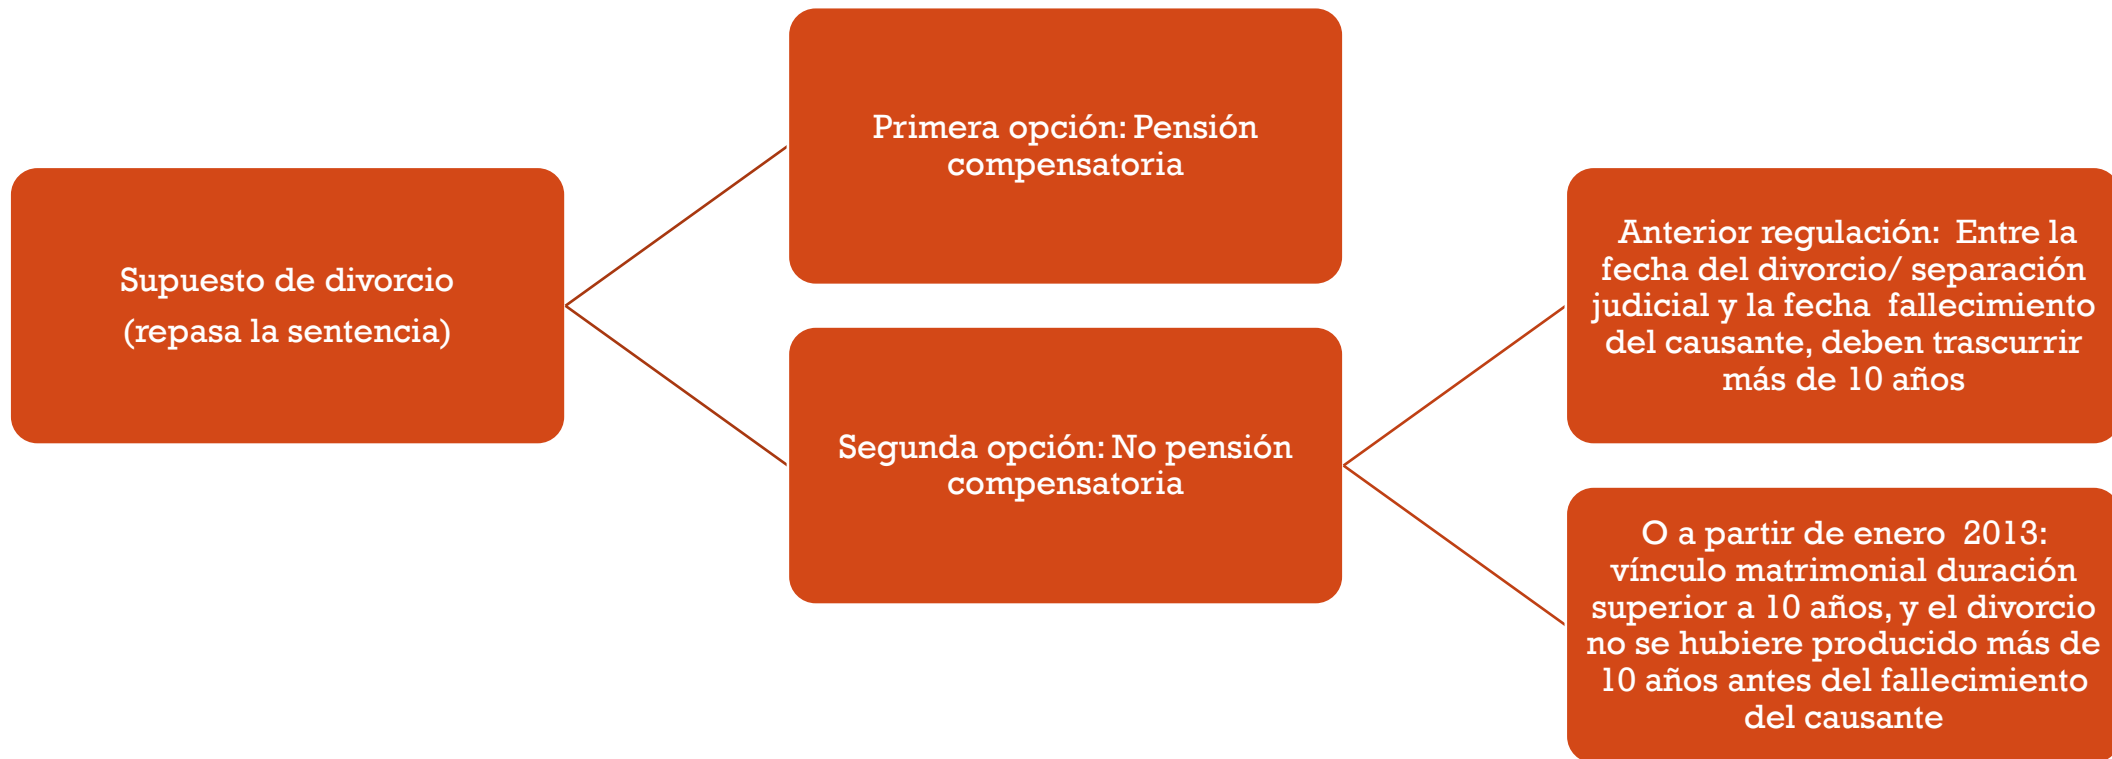 Supuesto de divorcio
(repasa la sentencia)
Primera opción: Pensión
compensatoria
Segunda opción: No pensión
compensatoria
Anterior regulación: Entre la
fecha del divorcio/ separación
judicial y la fecha fallecimiento
del causante, deben trascurrir
más de 10 años
O a partir de enero 2013:
vínculo matrimonial duración
superior a 10 años, y el divorcio
no se hubiere producido más de
10 años antes del fallecimiento
del causante